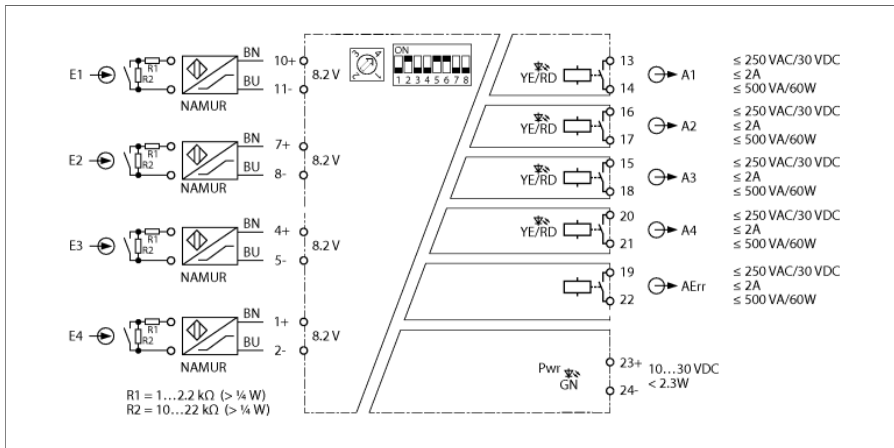 E1
R1
R2
NAMUR
BN
BU
10+
11-
8.2 V
E2
R1
R2
NAMUR
BN
BU
7+
8-
8.2 V
E3
R1
R2
NAMUR
BN
BU
4+
5-
8.2 V
E4
R1
R2
NAMUR
BN
BU
1+
2-
8.2 V
R1 = 1…2.2 kΩ (> ¼ W)
R2 = 10…22 kΩ (> ¼ W)
ON
1 2 3 4 5 6 7 8
YE/RD
13
14
A1
≤ 250 VAC/30 VDC
≤ 2A
≤ 500 VA/60W
YE/RD
16
17
A2
≤ 250 VAC/30 VDC
≤ 2A
≤ 500 VA/60W
YE/RD
15
18
A3
≤ 250 VAC/30 VDC
≤ 2A
≤ 500 VA/60W
YE/RD
20
21
A4
≤ 250 VAC/30 VDC
≤ 2A
≤ 500 VA/60W
19
22
AErr
≤ 250 VAC/30 VDC
≤ 2A
≤ 500 VA/60W
Pwr
GN
23+
24-
10…30 VDC
< 2.3W